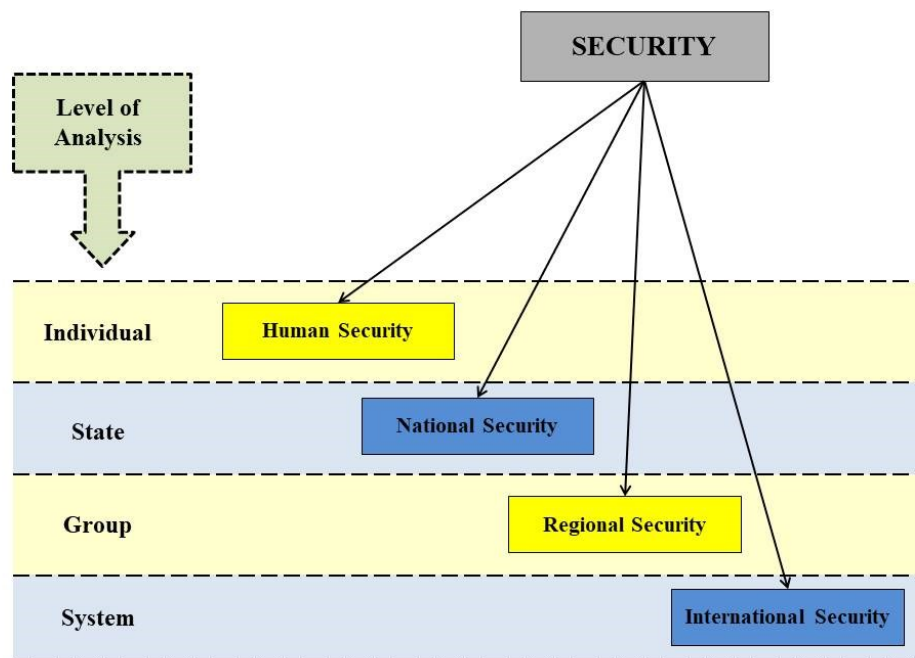 SECURITY
Level of
Analysis
Individual
Human Security
State
National Security
Group
Regional Security
System
International Security